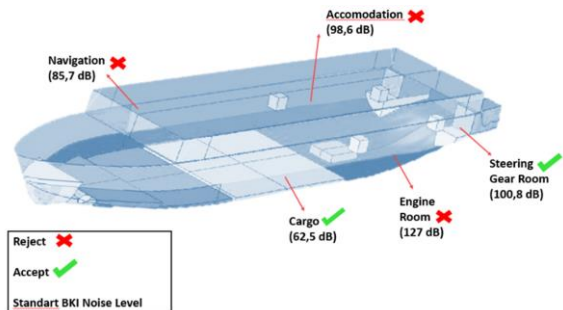 Accomodation
(98,6 dB)
Navigation
(85,7 dB)
Steering
Gear Room
(100,8 dB)
Engine
Room
(127 dB)
Cargo
(62,5 dB)
Reject
Accept
Standart BKI Noise Level